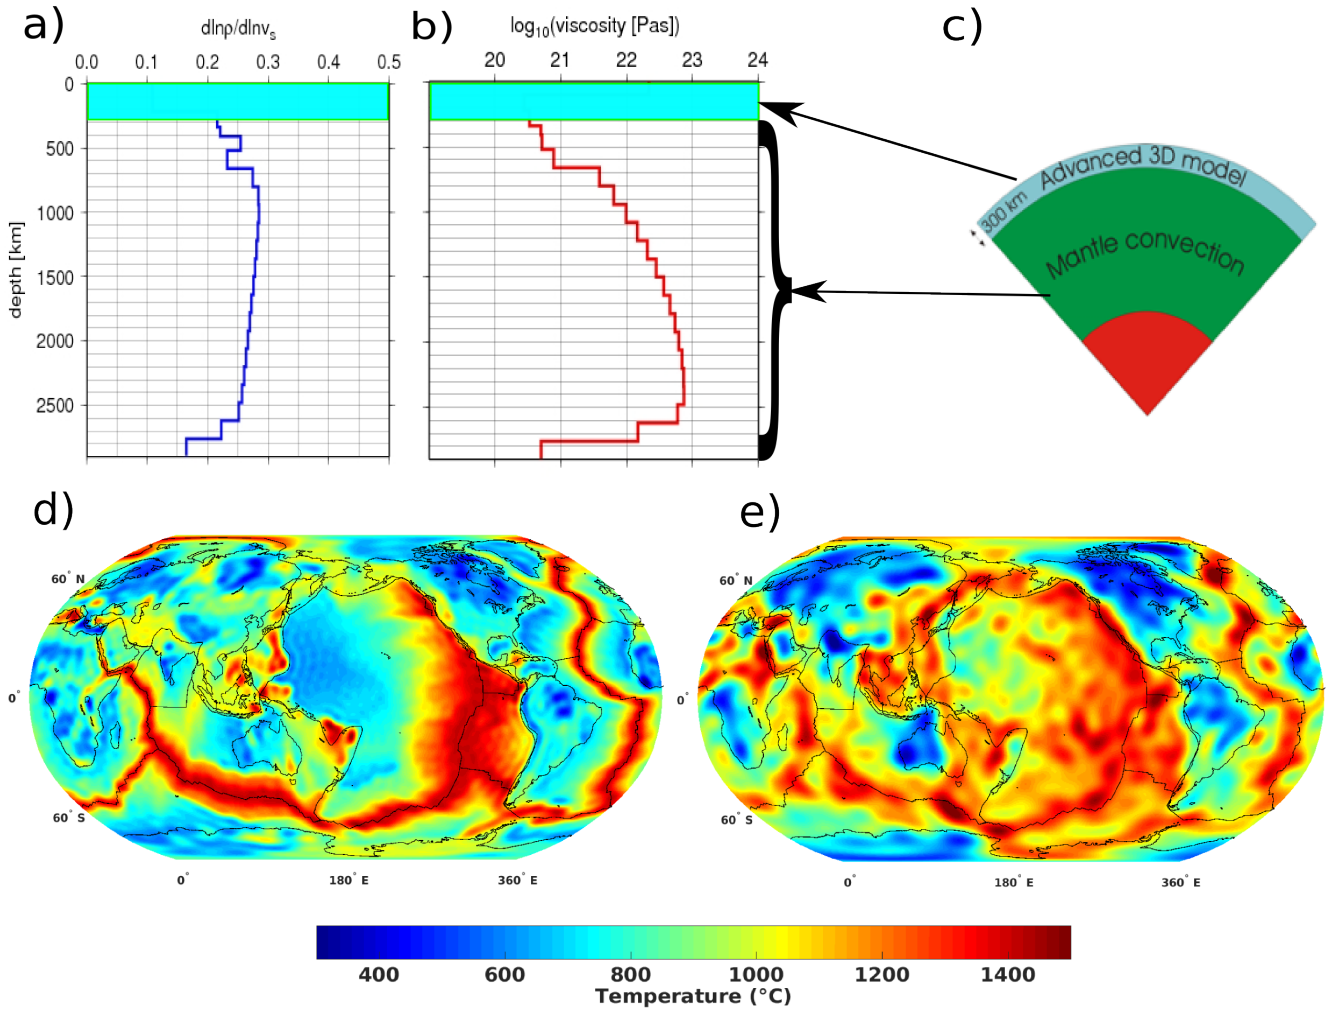 a)
dlnρ/dlnvs
0.0 0.1 0.2 0.3 0.4 0.5
0
500
1000
1500
2000
2500
depth [km]
b)
log10(viscosity [Pas]
20 21 22 23 24
c)
Advanced 3D model
300 km
Mantle convection
d)
60° N
0°
60° S
0° 180° E 360° E
e)
60° N
0°
60° S
0° 180° E 360° E
400 600 800 1000 1200 1400
Temperature (°C)